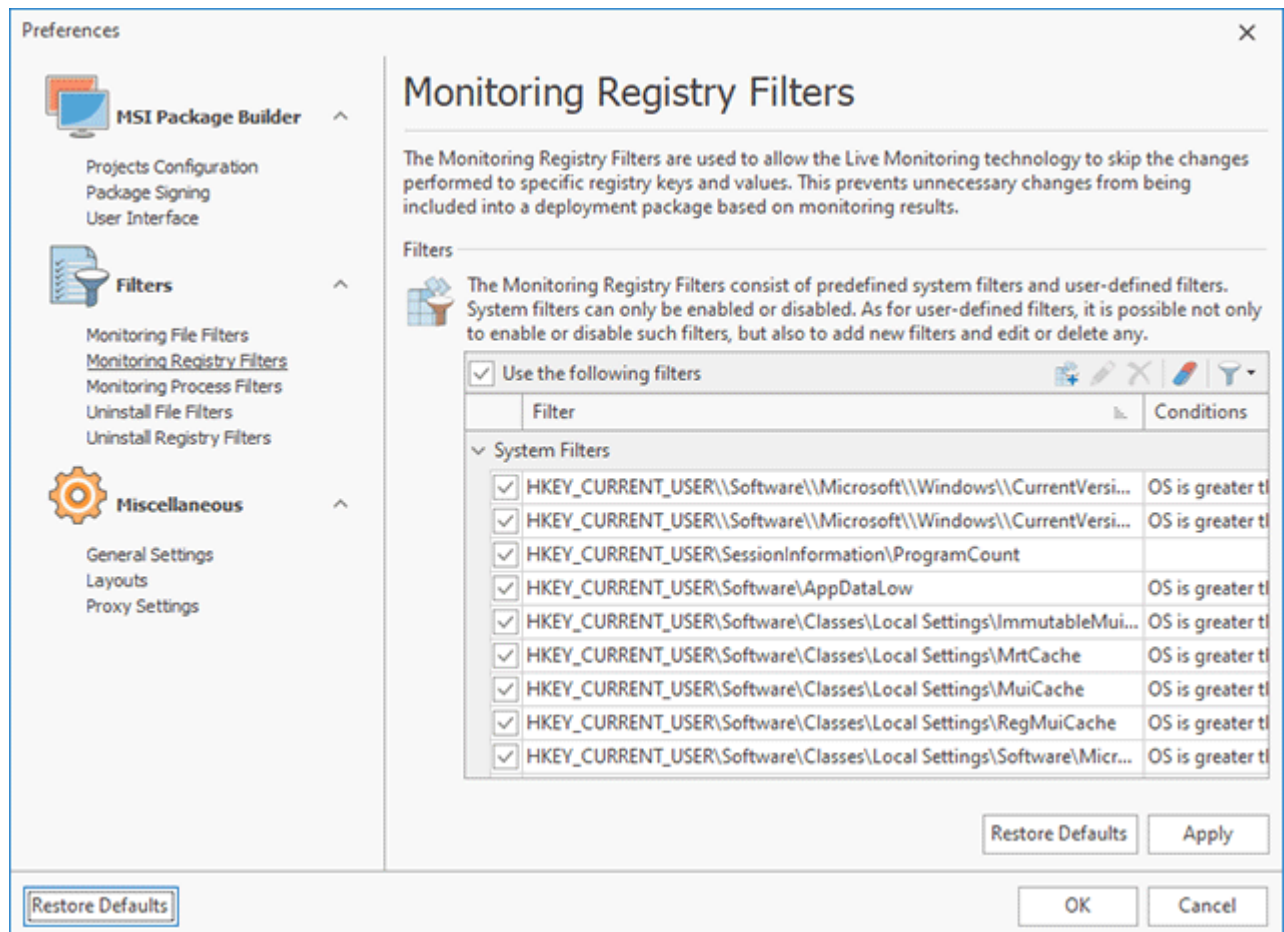 Preferences
MSI Package Builder
Projects Configuration
Package Signing
User Interface
Filters
Monitoring File Filters
Monitoring Registry Filters
Monitoring Process Filters
Uninstall File Filters
Uninstall Registry Filters
Miscellaneous
General Settings
Layouts
Proxy Settings
Monitoring Registry Filters
The Monitoring Registry Filters are used to allow the Live Monitoring technology to skip the changes
performed to specific registry keys and values. This prevents unnecessary changes from being
included into a deployment package based on monitoring results.
Filters
The Monitoring Registry Filters consist of predefined system filters and user-defined filters.
System filters can only be enabled or disabled. As for user-defined filters, it is possible not only
to enable or disable such filters, but also to add new filters and edit or delete any.
Use the following filters
Filter Conditions
System Filters
HKEY_CURRENT_USER\\Software\\Microsoft\\Windows\\CurrentVersi... OS is greater
HKEY_CURRENT_USER\\Software\\Microsoft\\Windows\\CurrentVersi... OS is greater
HKEY_CURRENT_USER\SessionInformation\ProgramCount
HKEY_CURRENT_USER\Software\AppDataLow OS is greater
HKEY_CURRENT_USER\Software\Classes\Local Settings\ImmutableMui... OS is greater
HKEY_CURRENT_USER\Software\Classes\Local Settings\MrtCache OS is greater
HKEY_CURRENT_USER\Software\Classes\Local Settings\MuiCache OS is greater
HKEY_CURRENT_USER\Software\Classes\Local Settings\RegMuiCache OS is greater
HKEY_CURRENT_USER\Software\Classes\Local Settings\Software\Micr... OS is greater
Restore Defaults Apply
Restore Defaults OK Cancel